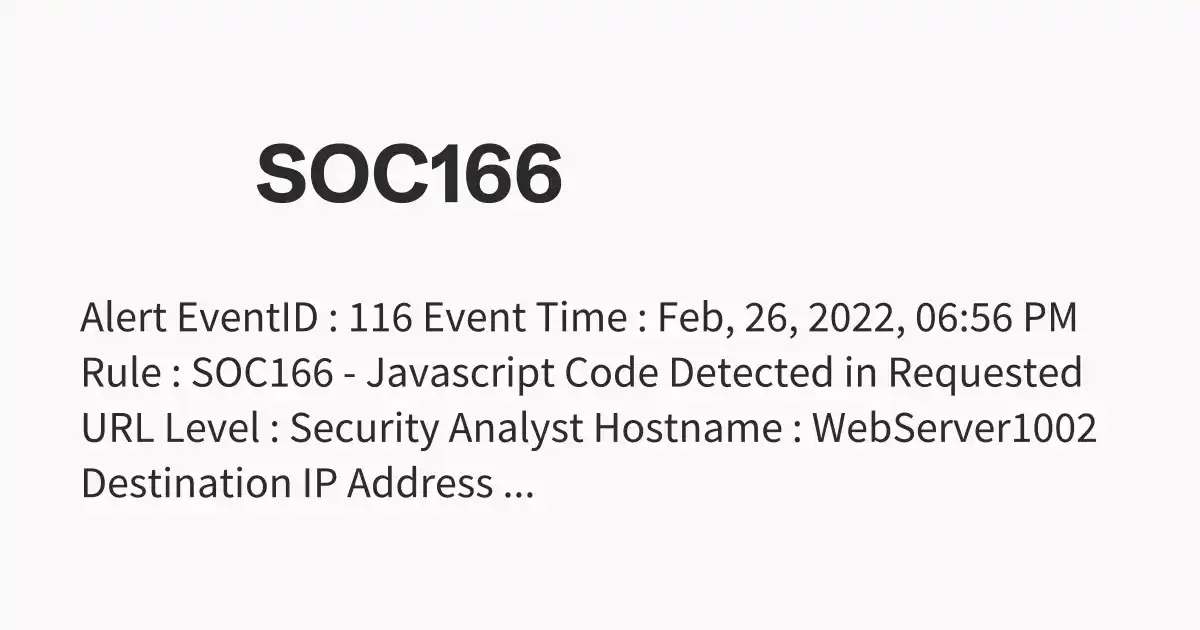 SOC166
Alert EventID : 116 Event Time : Feb, 26, 2022, 06:56 PM
Rule : SOC166 - Javascript Code Detected in Requested
URL Level : Security Analyst Hostname : WebServer1002
Destination IP Address ...